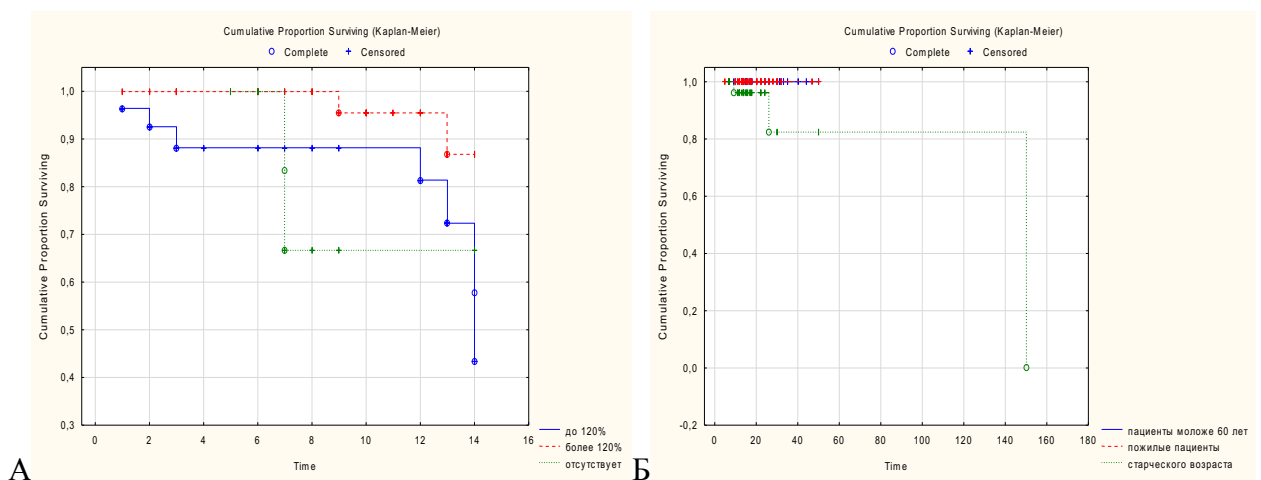 Cumulative Proportion Surviving (Kaplan-Meier)
Complete Censored
Cumulative Proportion Surviving
1,0
0,9
0,8
0,7
0,6
0,5
0,4
0,3
0 2 4 6 8 10 12 14 16
Time
до 120%
более 120%
отсутствует
А
Cumulative Proportion Surviving (Kaplan-Meier)
Complete Censored
Cumulative Proportion Surviving
1,0
0,8
0,6
0,4
0,2
0,0
-0,2
0 20 40 60 80 100 120 140 160 180
Time
пациенты моложе 60 лет
пожилые пациенты
старческого возраста
Б